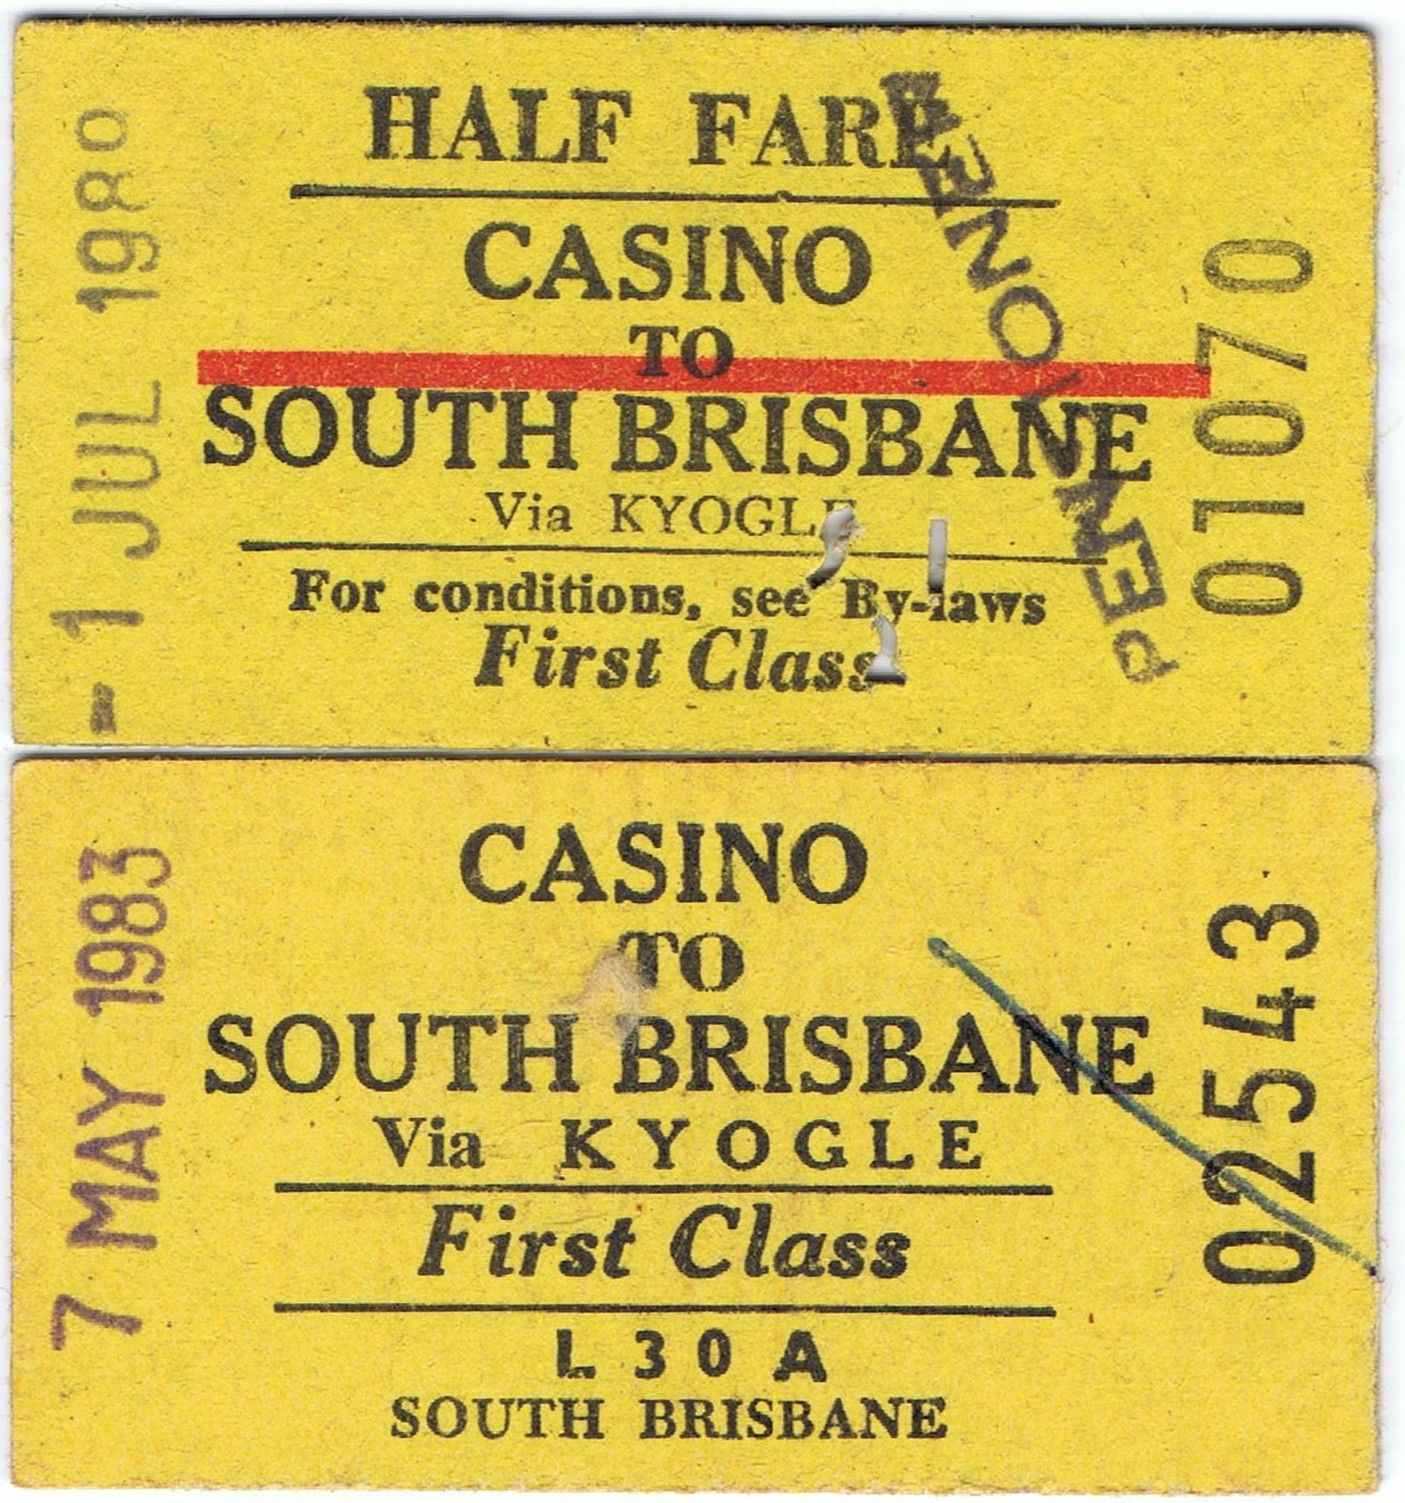 HALF FARE
CASINO
TO
SOUTH BRISBANE
Via KYOGLE
For conditions, see By-laws
First Class
-1 JUL 1980
PENSIONER
01070
CASINO
TO
SOUTH BRISBANE
Via KYOGLE
First Class
L 30 A
SOUTH BRISBANE
7 MAY 1983
02543